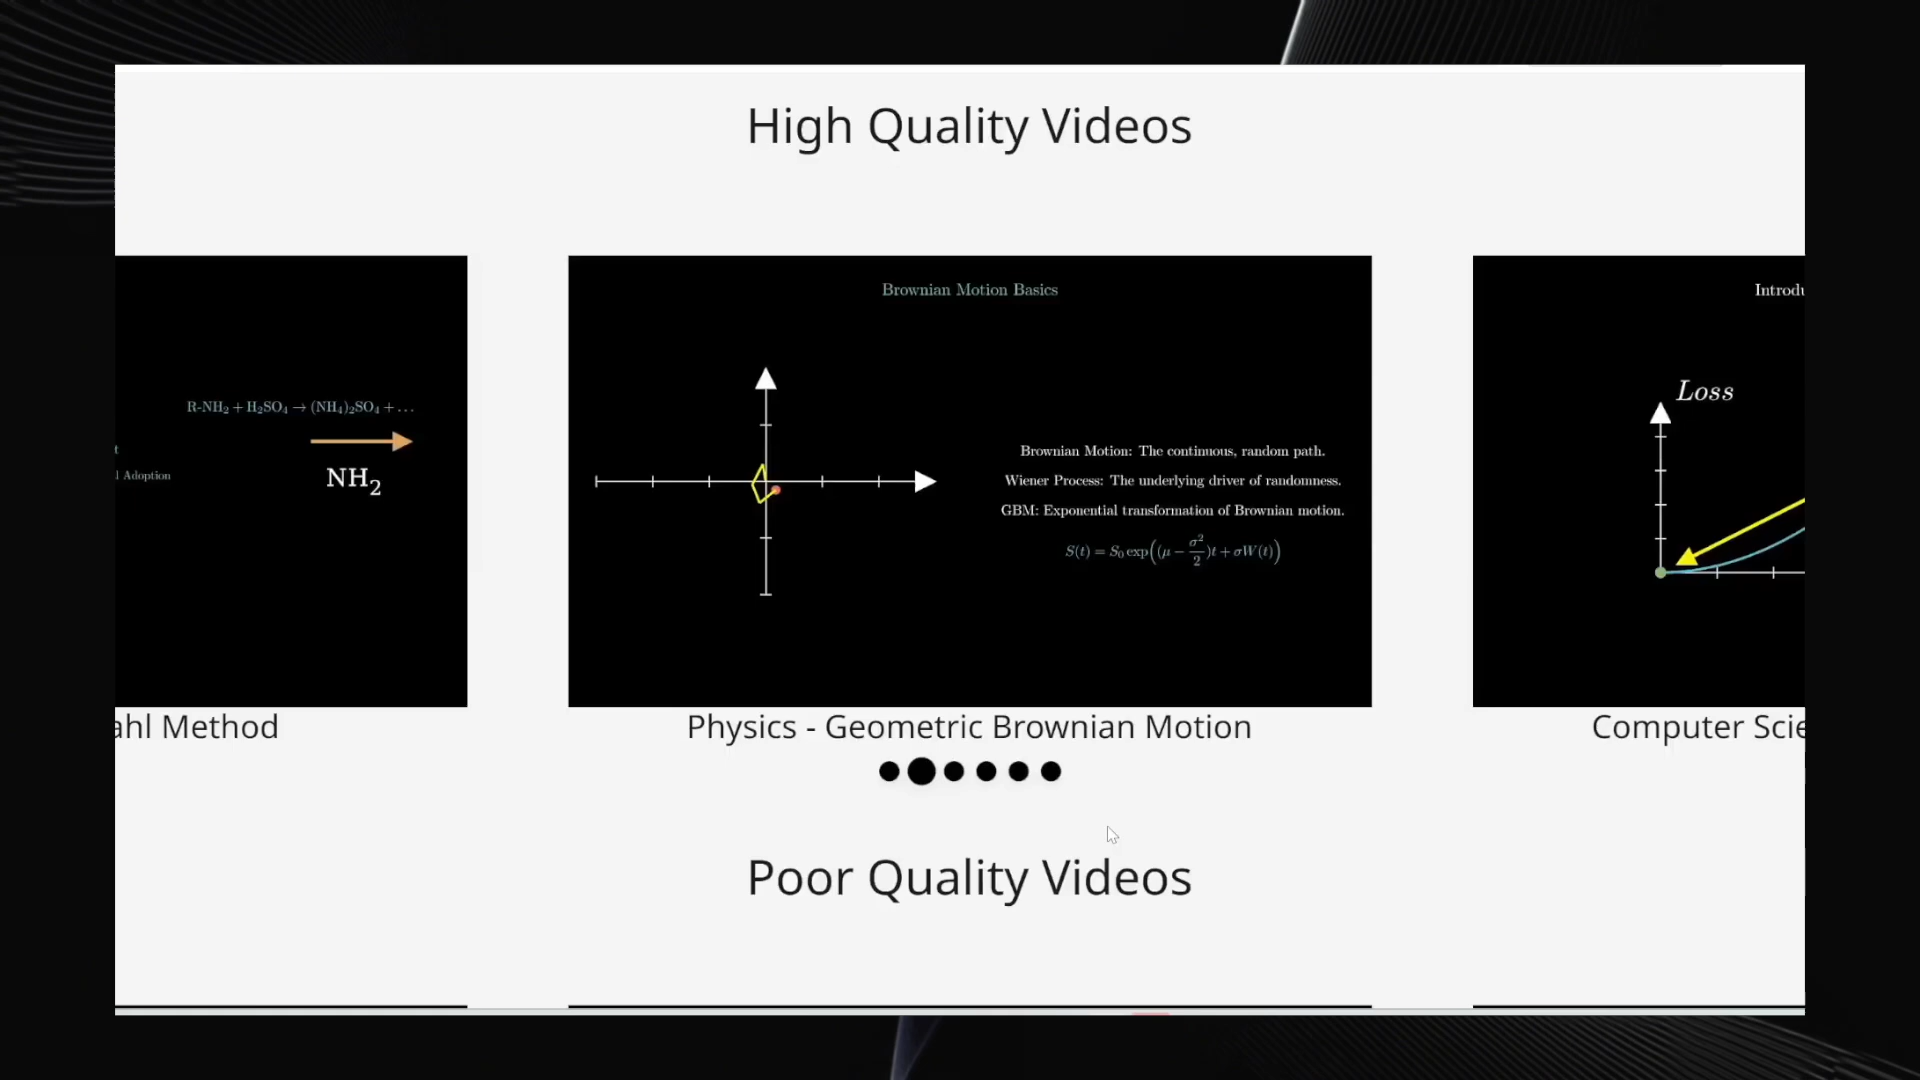 High Quality Videos
R-NH₂ + H₂SO₄ → (NH₄)₂SO₄ + …
Adoption
NH₂
Brownian Motion Basics
Brownian Motion: The continuous, random path.
Wiener Process: The underlying driver of randomness.
GBM: Exponential transformation of Brownian motion.
S(t) = S₀ exp((μ − σ²/2)t + σW(t))
Introdu
Loss
ahl Method
Physics - Geometric Brownian Motion
Computer Scie
Poor Quality Videos